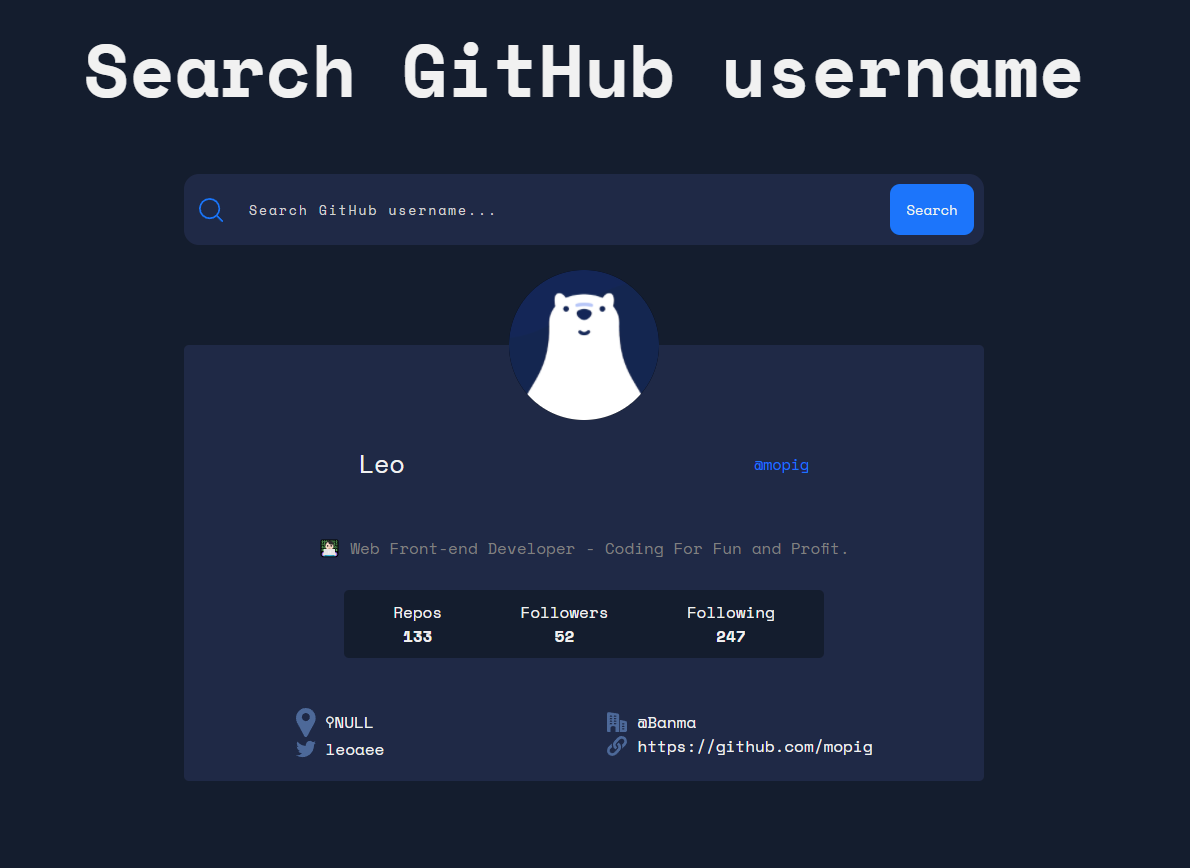 Search GitHub username
Search GitHub username...
Search
Leo
@mopig
Web Front-end Developer - Coding For Fun and Profit.
Repos
Followers
Following
133
52
247
⚲NULL
@Banma
leoaee
https://github.com/mopig